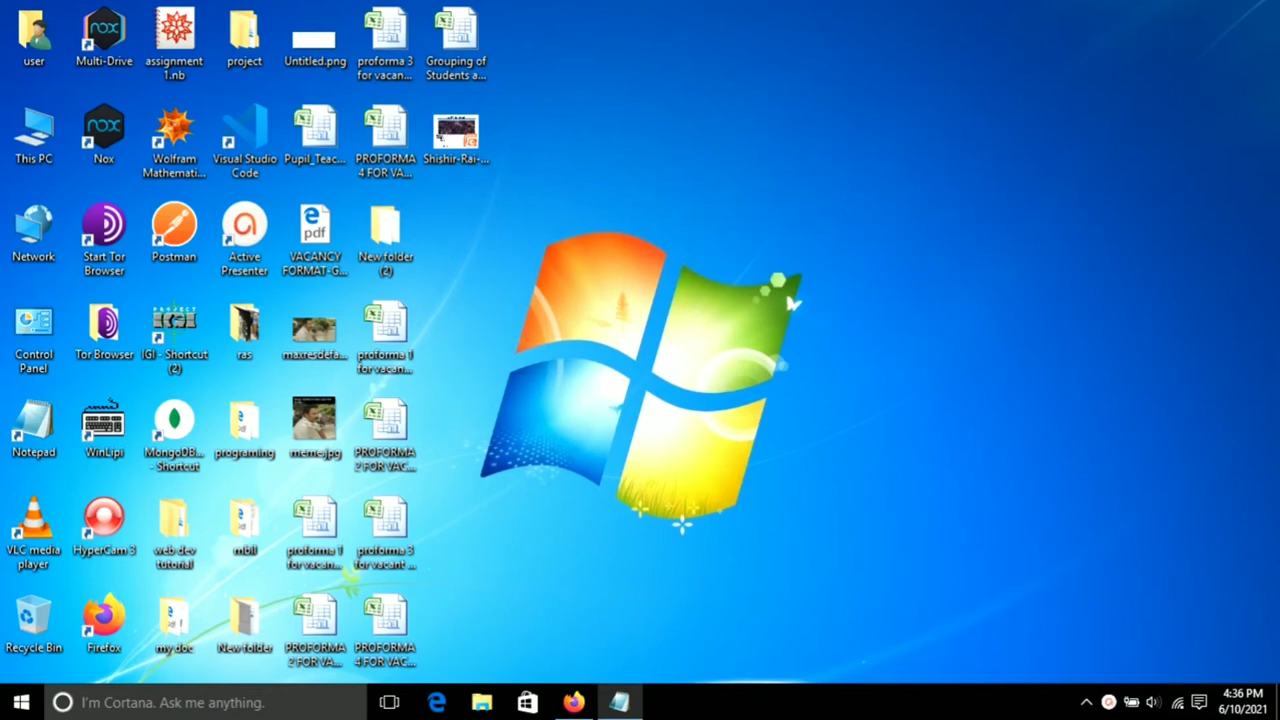 user
Multi-Drive
assignment
1.nb
project
Untitled.png
proforma 3
for vacan...
Grouping of
Students a...
This PC
nox
Nox
Wolfram
Mathemati...
Visual Studio
Code
Pupil_Teac...
PROFORMA
4 FOR VA...
Shishir-Rai-...
Network
Start Tor
Browser
Postman
Active
Presenter
pdf
VACANCY
FORMAT-G...
New folder
(2)
Control
Panel
Tor Browser
PROJECT
IGI
IGI - Shortcut
(2)
ras
maxresdefa...
proforma 1
for vacan...
Notepad
WinLipi
MongoDB...
- Shortcut
programing
meme.jpg
PROFORMA
2 FOR VAC...
VLC media
player
HyperCam 3
web dev
tutorial
mbil
proforma 1
for vacan...
proforma 3
for vacant ...
Recycle Bin
Firefox
my doc
New folder
PROFORMA
2 FOR VA...
PROFORMA
4 FOR VAC...
I'm Cortana. Ask me anything.
4:36 PM
6/10/2021